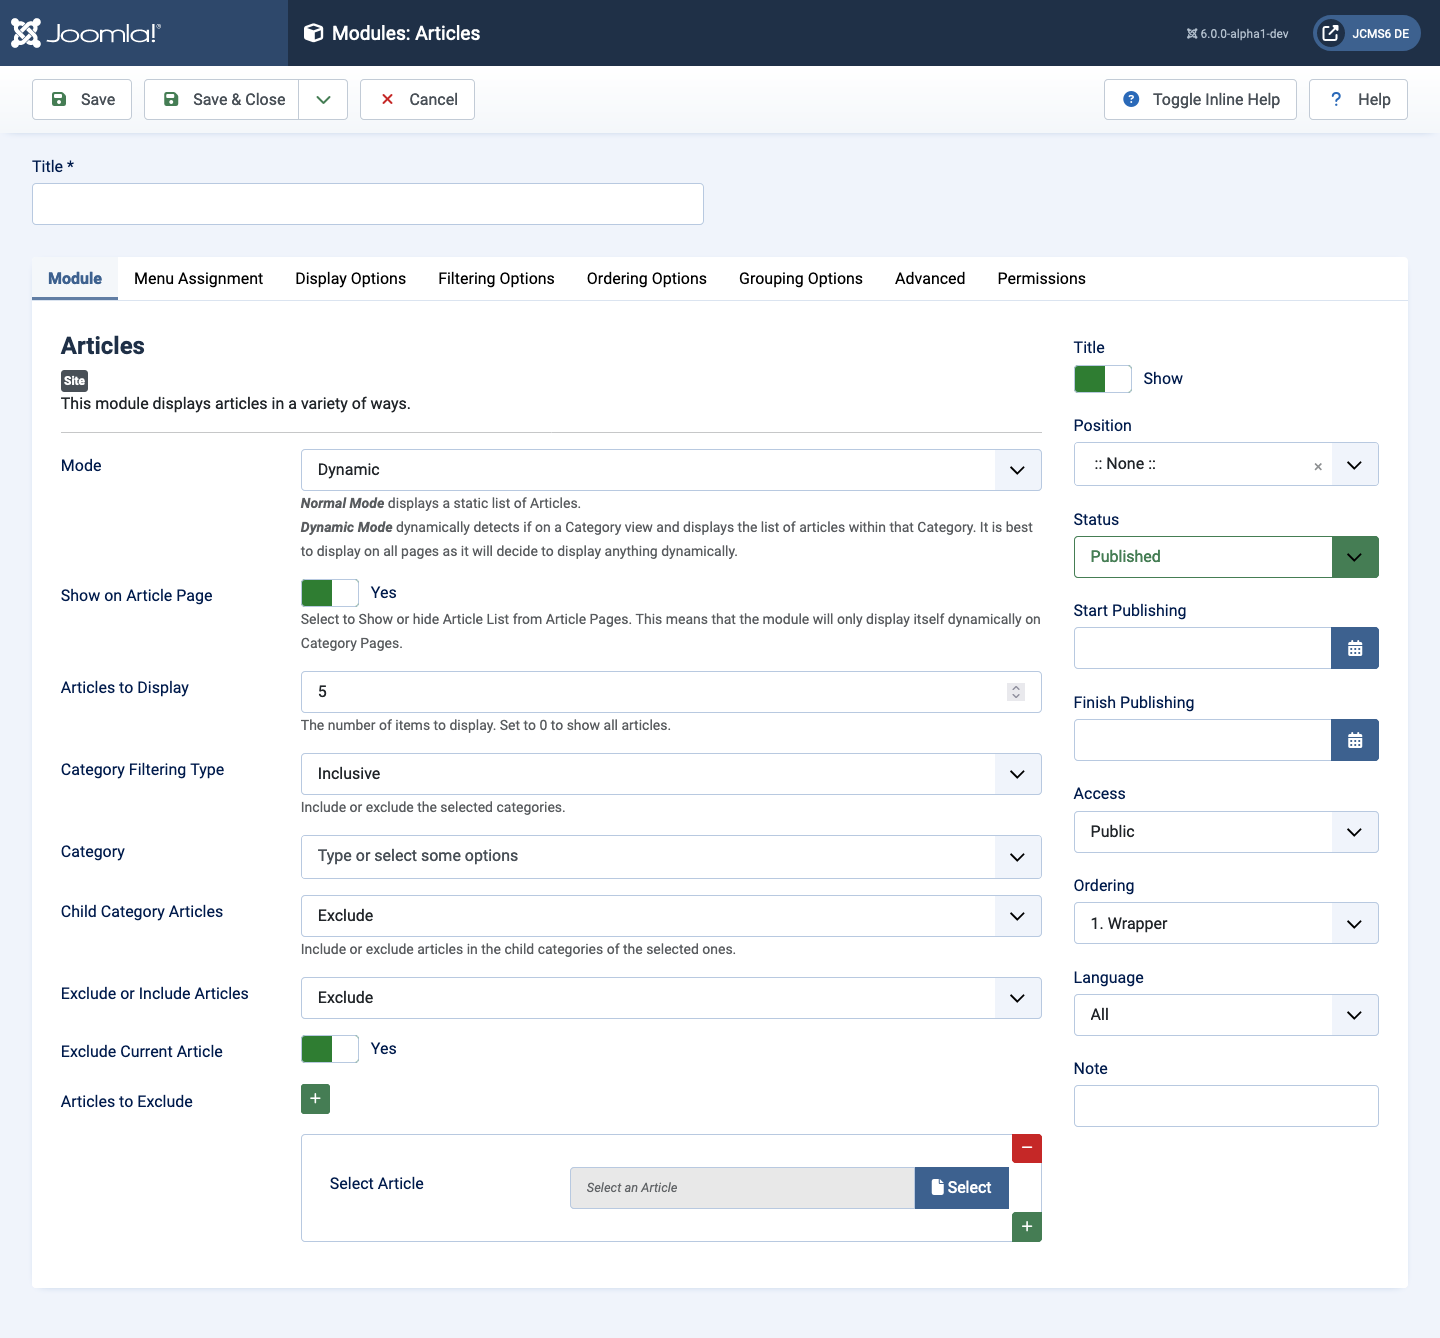 Joomla!®
Modules: Articles
6.0.0-alpha1-dev
JCMS6 DE
Save
Save & Close
Cancel
Toggle Inline Help
? Help
Title *
Module
Menu Assignment
Display Options
Filtering Options
Ordering Options
Grouping Options
Advanced
Permissions
Articles
Site
This module displays articles in a variety of ways.
Mode
Dynamic
Normal Mode displays a static list of Articles.
Dynamic Mode dynamically detects if on a Category view and displays the list of articles within that Category. It is best
to display on all pages as it will decide to display anything dynamically.
Show on Article Page
Yes
Select to Show or hide Article List from Article Pages. This means that the module will only display itself dynamically on
Category Pages.
Articles to Display
5
The number of items to display. Set to 0 to show all articles.
Category Filtering Type
Inclusive
Include or exclude the selected categories.
Category
Type or select some options
Child Category Articles
Exclude
Include or exclude articles in the child categories of the selected ones.
Exclude or Include Articles
Exclude
Exclude Current Article
Yes
Articles to Exclude
Select Article
Select an Article
Select
Title
Show
Position
:: None ::
Status
Published
Start Publishing
Finish Publishing
Access
Public
Ordering
1. Wrapper
Language
All
Note